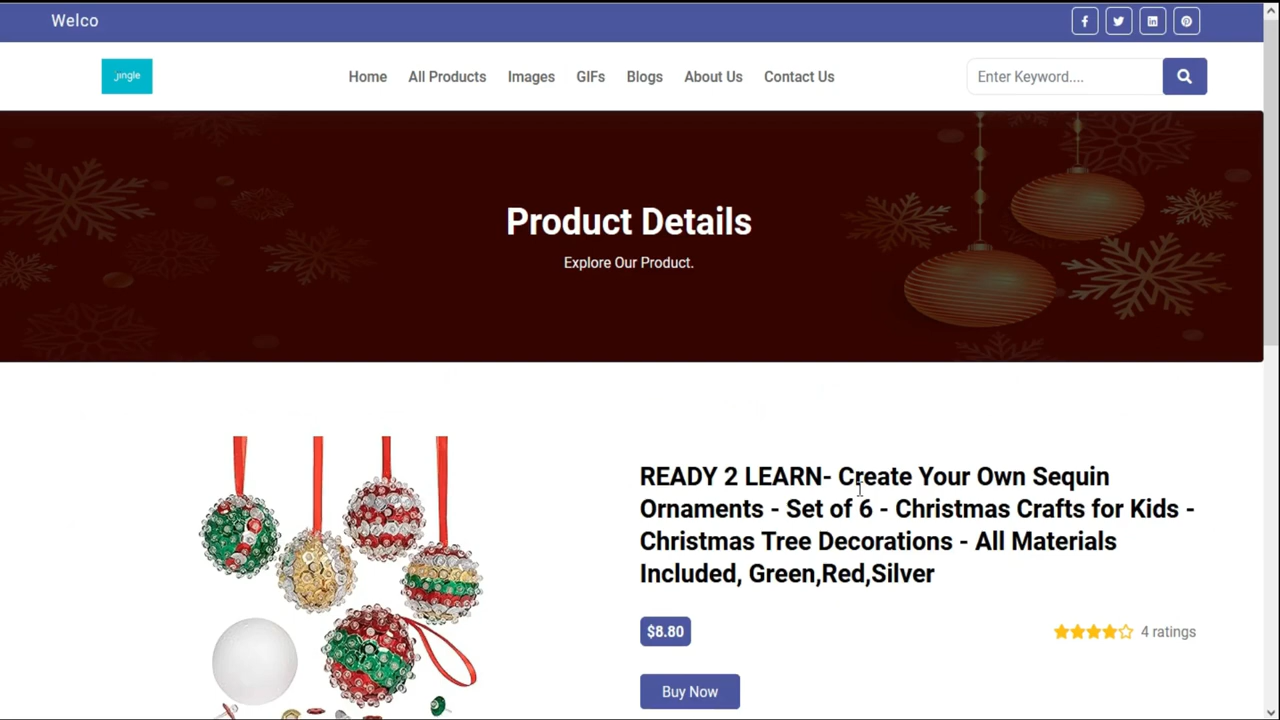 Welco
jingle
Home All Products Images GIFs Blogs About Us Contact Us
Enter Keyword....
Product Details
Explore Our Product.
READY 2 LEARN- Create Your Own Sequin
Ornaments - Set of 6 - Christmas Crafts for Kids -
Christmas Tree Decorations - All Materials
Included, Green,Red,Silver
$8.80
4 ratings
Buy Now